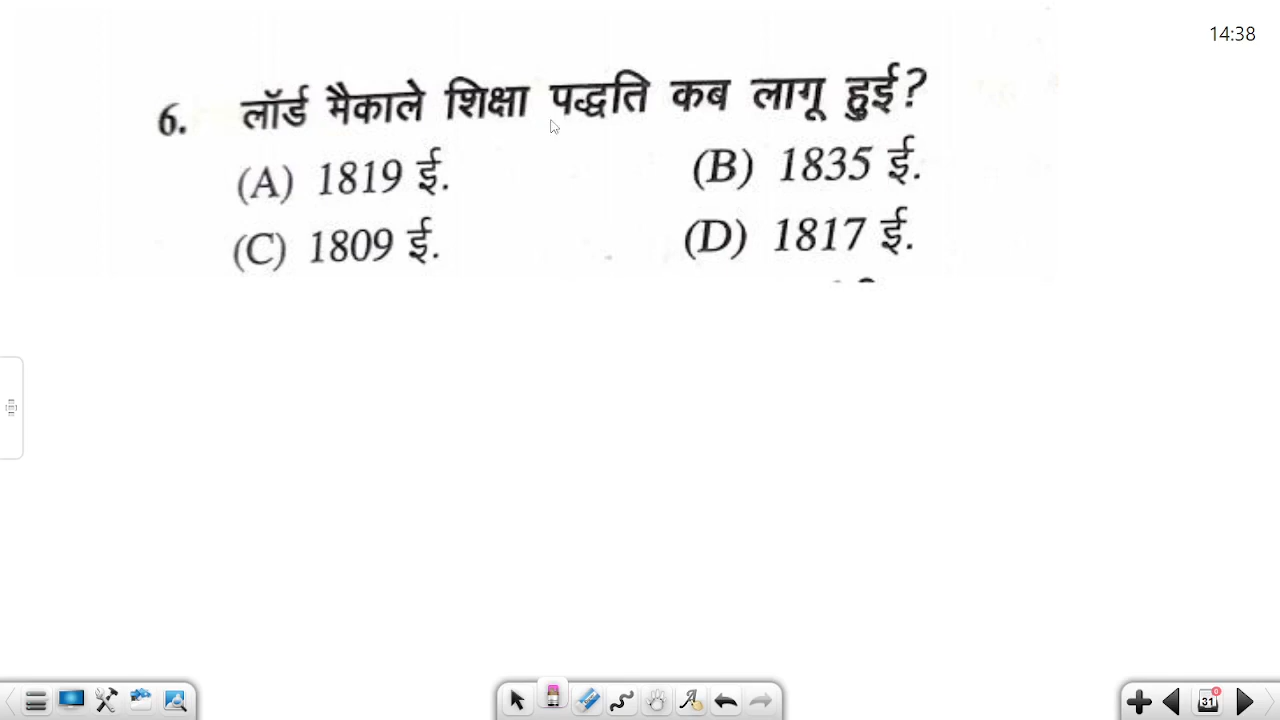 14:38
6. लॉर्ड मैकाले शिक्षा पद्धति कब लागू हुई?
(A) 1819 ई. (B) 1835 ई.
(C) 1809 ई. (D) 1817 ई.